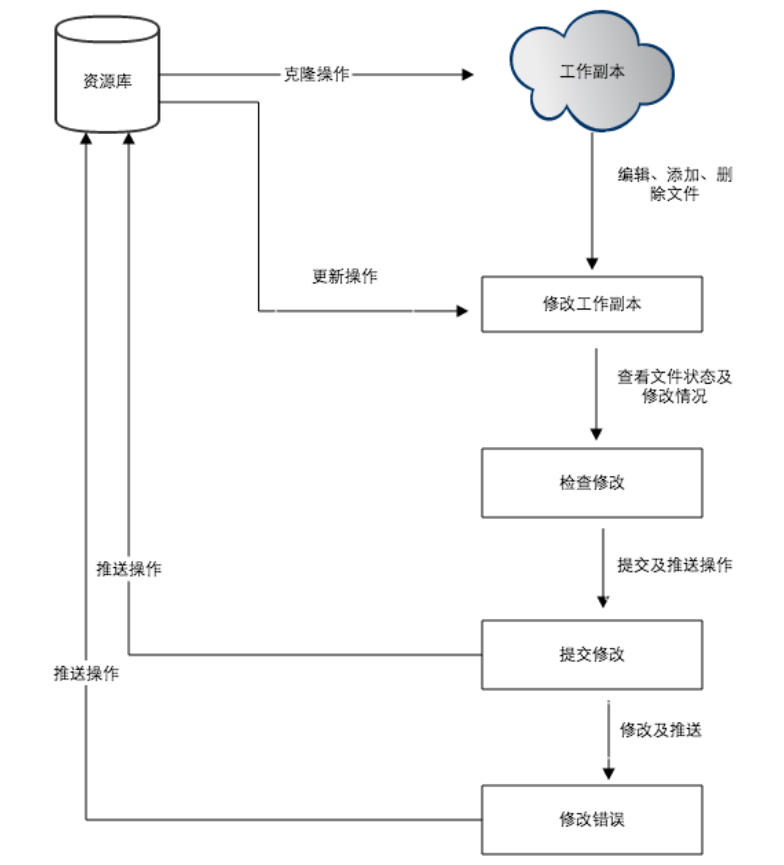 资源库
克隆操作
工作副本
编辑、添加、删
除文件
更新操作
修改工作副本
查看文件状态及
修改情况
检查修改
推送操作
提交及推送操作
提交修改
推送操作
修改及推送
修改错误